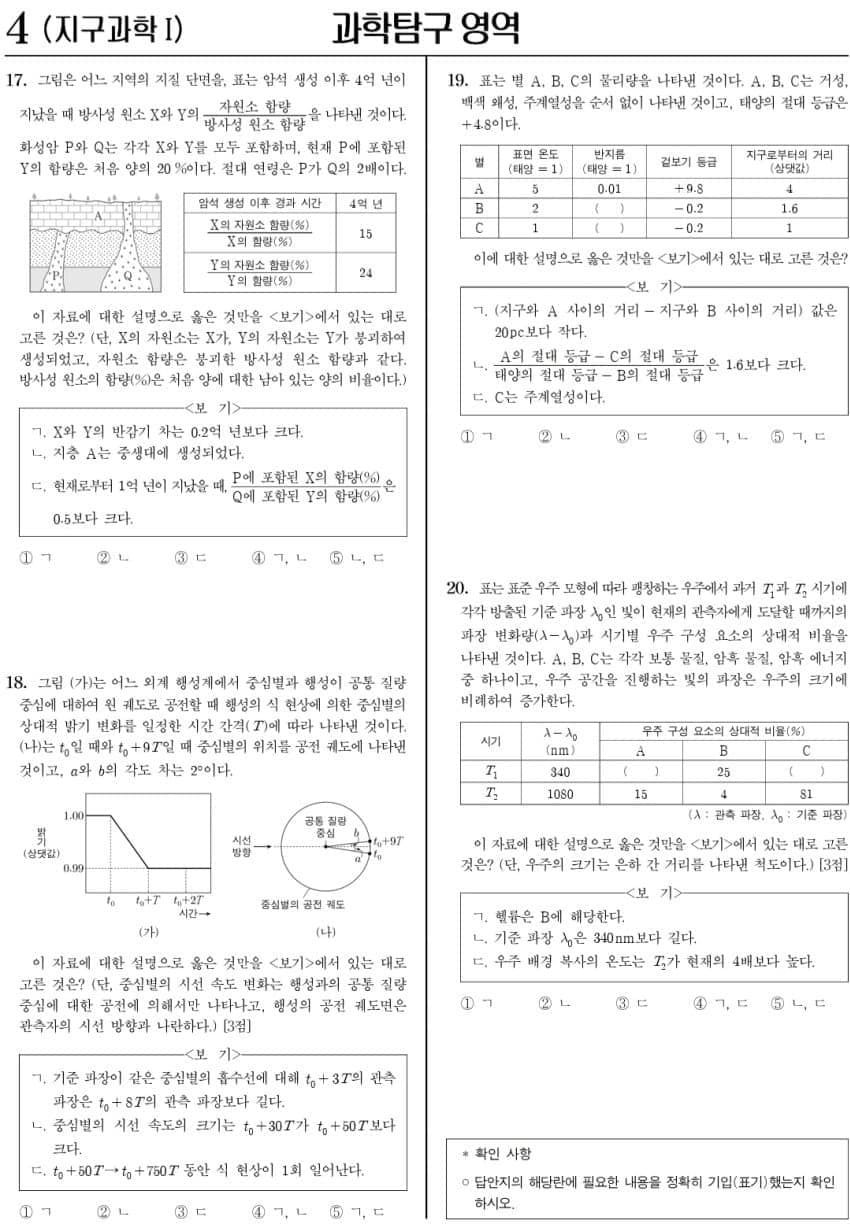 4 (지구과학 I)
과학탐구 영역
17. 그림은 어느 지역의 지질 단면을, 표는 암석 생성 이후 4억 년이
지났을 때 방사성 원소 X와 Y의 자원소 함량/방사성 원소 함량 을 나타낸 것이다.
화성암 P와 Q는 각각 X와 Y를 모두 포함하며, 현재 P에 포함된
Y의 함량은 처음 양의 20 %이다. 절대 연령은 P가 Q의 2배이다.
A
P
Q
암석 생성 이후 경과 시간 4억 년
X의 자원소 함량(%)/X의 함량(%) 15
Y의 자원소 함량(%)/Y의 함량(%) 24
이 자료에 대한 설명으로 옳은 것만을 <보기>에서 있는 대로
고른 것은? (단, X의 자원소는 X가, Y의 자원소는 Y가 붕괴하여
생성되었고, 자원소 함량은 붕괴한 방사성 원소 함량과 같다.
방사성 원소의 함량(%)은 처음 양에 대한 남아 있는 양의 비율이다.)
<보 기>
ㄱ. X와 Y의 반감기 차는 0.2억 년보다 크다.
ㄴ. 지층 A는 중생대에 생성되었다.
ㄷ. 현재로부터 1억 년이 지났을 때, P에 포함된 X의 함량(%)/Q에 포함된 Y의 함량(%) 은
0.5보다 크다.
① ㄱ ② ㄴ ③ ㄷ ④ ㄱ, ㄴ ⑤ ㄴ, ㄷ
18. 그림 (가)는 어느 외계 행성계에서 중심별과 행성이 공통 질량
중심에 대하여 원 궤도로 공전할 때 행성의 식 현상에 의한 중심별의
상대적 밝기 변화를 일정한 시간 간격(T)에 따라 나타낸 것이다.
(나)는 t₀일 때와 t₀+9T일 때 중심별의 위치를 공전 궤도에 나타낸
것이고, a와 b의 각도 차는 2°이다.
1.00
밝기
(상댓값)
0.99
t₀ t₀+T t₀+2T
시간→
(가)
공통 질량
중심
시선
방향
b
a
t₀+9T
t₀
중심별의 공전 궤도
(나)
이 자료에 대한 설명으로 옳은 것만을 <보기>에서 있는 대로
고른 것은? (단, 중심별의 시선 속도 변화는 행성과의 공통 질량
중심에 대한 공전에 의해서만 나타나고, 행성의 공전 궤도면은
관측자의 시선 방향과 나란하다.) [3점]
<보 기>
ㄱ. 기준 파장이 같은 중심별의 흡수선에 대해 t₀+3T의 관측
파장은 t₀+8T의 관측 파장보다 길다.
ㄴ. 중심별의 시선 속도의 크기는 t₀+30T가 t₀+50T보다
크다.
ㄷ. t₀+50T→t₀+750T 동안 식 현상이 1회 일어난다.
① ㄱ ② ㄴ ③ ㄷ ④ ㄱ, ㄴ ⑤ ㄱ, ㄷ
19. 표는 별 A, B, C의 물리량을 나타낸 것이다. A, B, C는 거성,
백색 왜성, 주계열성을 순서 없이 나타낸 것이고, 태양의 절대 등급은
+4.8이다.
별 표면 온도 (태양 = 1) 반지름 (태양 = 1) 겉보기 등급 지구로부터의 거리 (상댓값)
A 5 0.01 +9.8 4
B 2 ( ) −0.2 1.6
C 1 ( ) −0.2 1
이에 대한 설명으로 옳은 것만을 <보기>에서 있는 대로 고른 것은?
<보 기>
ㄱ. (지구와 A 사이의 거리 − 지구와 B 사이의 거리) 값은
20pc보다 작다.
ㄴ. A의 절대 등급 − C의 절대 등급/태양의 절대 등급 − B의 절대 등급 은 1.6보다 크다.
ㄷ. C는 주계열성이다.
① ㄱ ② ㄴ ③ ㄷ ④ ㄱ, ㄴ ⑤ ㄱ, ㄷ
20. 표는 표준 우주 모형에 따라 팽창하는 우주에서 과거 T₁과 T₂ 시기에
각각 방출된 기준 파장 λ₀인 빛이 현재의 관측자에게 도달할 때까지의
파장 변화량(λ−λ₀)과 시기별 우주 구성 요소의 상대적 비율을
나타낸 것이다. A, B, C는 각각 보통 물질, 암흑 물질, 암흑 에너지
중 하나이고, 우주 공간을 진행하는 빛의 파장은 우주의 크기에
비례하여 증가한다.
시기 λ−λ₀ (nm) 우주 구성 요소의 상대적 비율(%)
A B C
T₁ 340 ( ) 25 ( )
T₂ 1080 15 4 81
(λ : 관측 파장, λ₀ : 기준 파장)
이 자료에 대한 설명으로 옳은 것만을 <보기>에서 있는 대로 고른
것은? (단, 우주의 크기는 은하 간 거리를 나타낸 척도이다.) [3점]
<보 기>
ㄱ. 헬륨은 B에 해당한다.
ㄴ. 기준 파장 λ₀은 340nm보다 길다.
ㄷ. 우주 배경 복사의 온도는 T₂가 현재의 4배보다 높다.
① ㄱ ② ㄴ ③ ㄷ ④ ㄱ, ㄷ ⑤ ㄴ, ㄷ
* 확인 사항
○ 답안지의 해당란에 필요한 내용을 정확히 기입(표기)했는지 확인
하시오.